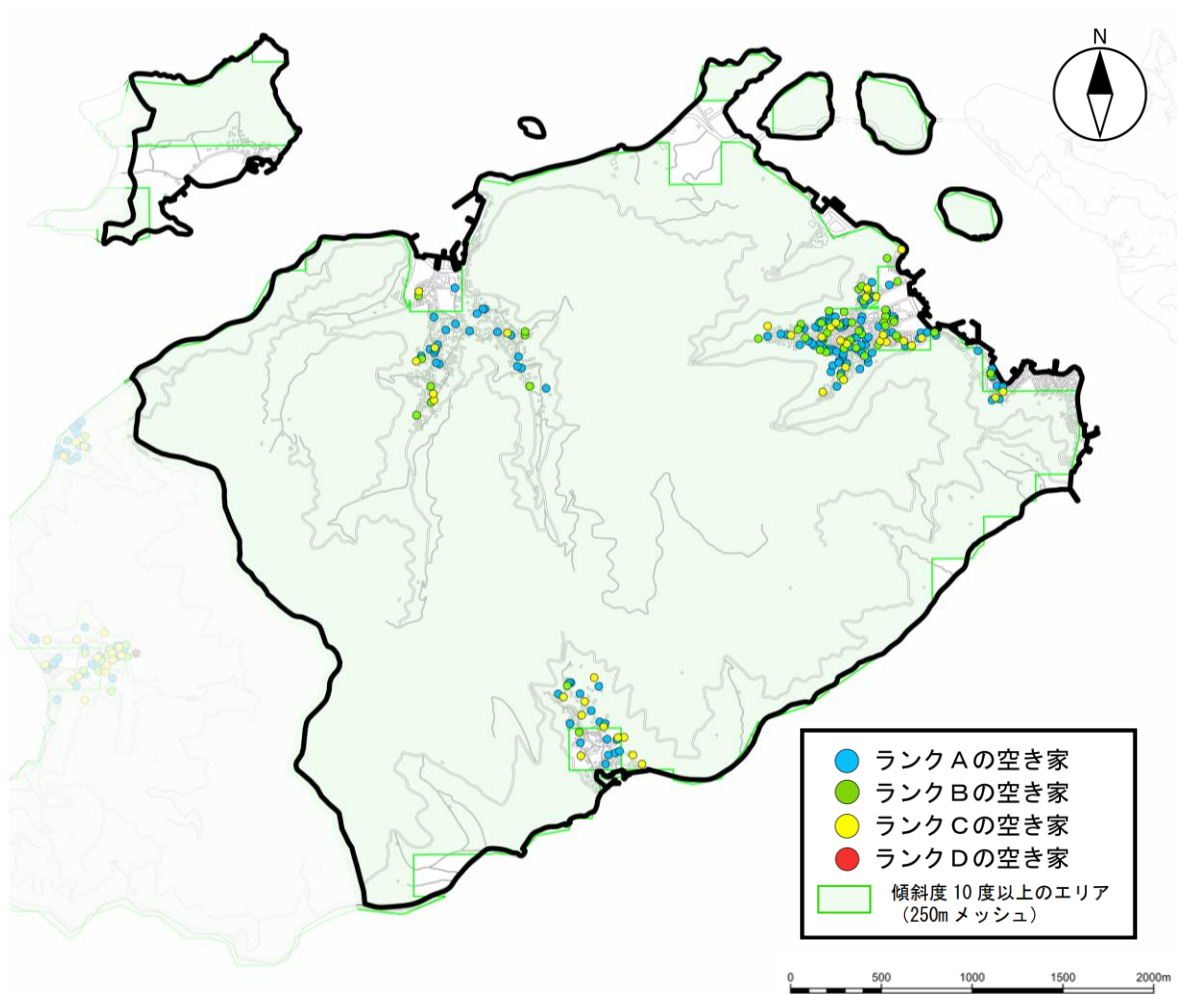 N
ランクAの空き家
ランクBの空き家
ランクCの空き家
ランクDの空き家
傾斜度10度以上のエリア
（250mメッシュ）
0 500 1000 1500 2000m